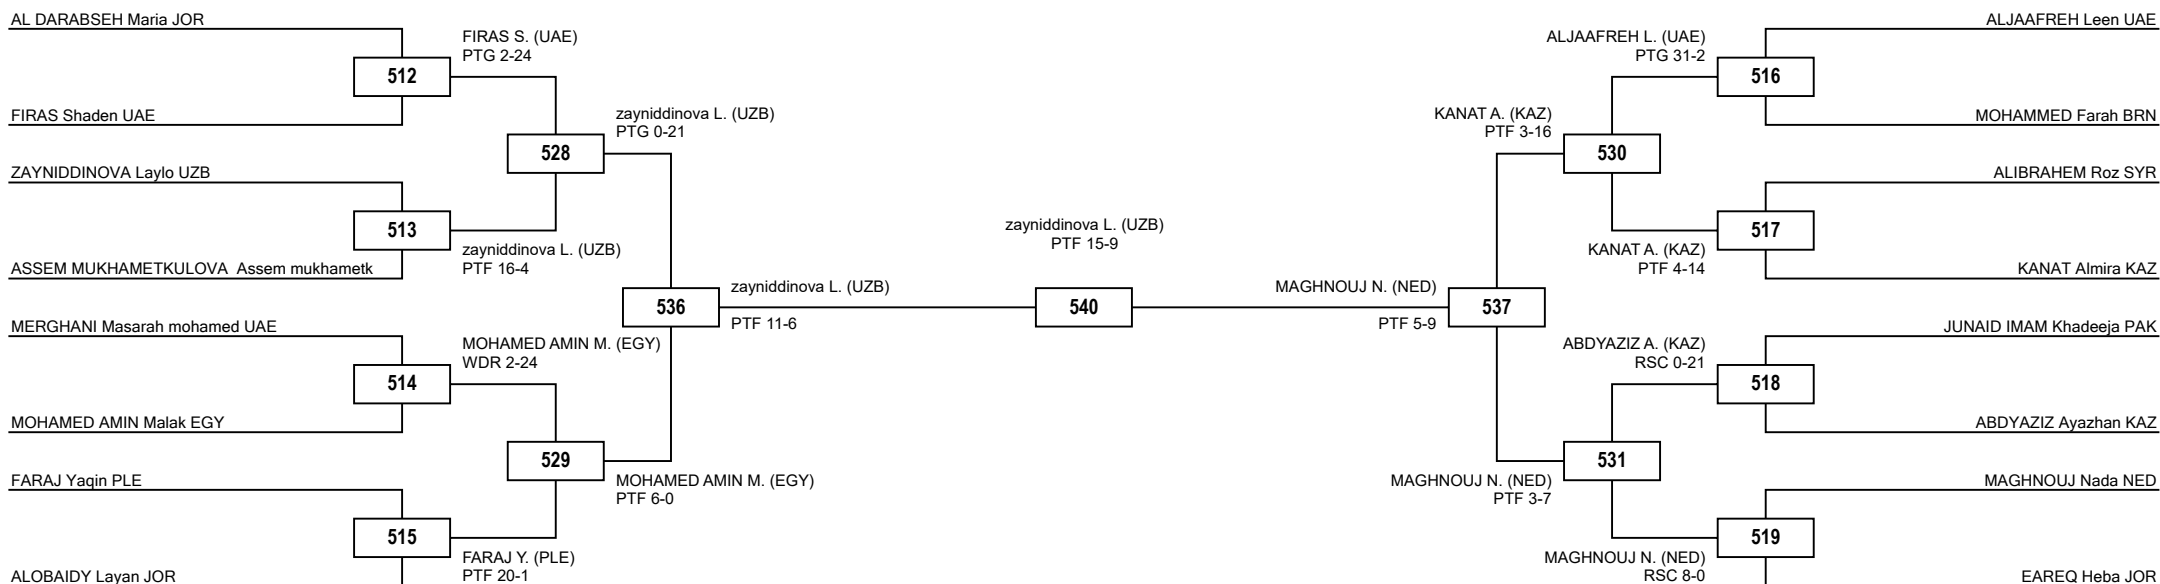 AL DARABSEH Maria JOR
FIRAS S. (UAE)
PTG 2-24
512
FIRAS Shaden UAE
zayniddinova L. (UZB)
PTG 0-21
528
ZAYNIDDINOVA Laylo UZB
513
zayniddinova L. (UZB)
PTF 16-4
ASSEM MUKHAMETKULOVA Assem mukhametk
536
zayniddinova L. (UZB)
PTF 11-6
MERGHANI Masarah mohamed UAE
MOHAMED AMIN M. (EGY)
WDR 2-24
514
MOHAMED AMIN Malak EGY
529
MOHAMED AMIN M. (EGY)
PTF 6-0
FARAJ Yaqin PLE
515
FARAJ Y. (PLE)
PTF 20-1
ALOBAIDY Layan JOR
zayniddinova L. (UZB)
PTF 15-9
540
ALJAAFREH Leen UAE
ALJAAFREH L. (UAE)
PTG 31-2
516
MOHAMMED Farah BRN
KANAT A. (KAZ)
PTF 3-16
530
ALIBRAHEM Roz SYR
517
KANAT A. (KAZ)
PTF 4-14
KANAT Almira KAZ
MAGHNOUJ N. (NED)
PTF 5-9
537
JUNAID IMAM Khadeeja PAK
ABDYAZIZ A. (KAZ)
RSC 0-21
518
ABDYAZIZ Ayazhan KAZ
531
MAGHNOUJ N. (NED)
PTF 3-7
MAGHNOUJ Nada NED
519
MAGHNOUJ N. (NED)
RSC 8-0
EAREQ Heba JOR